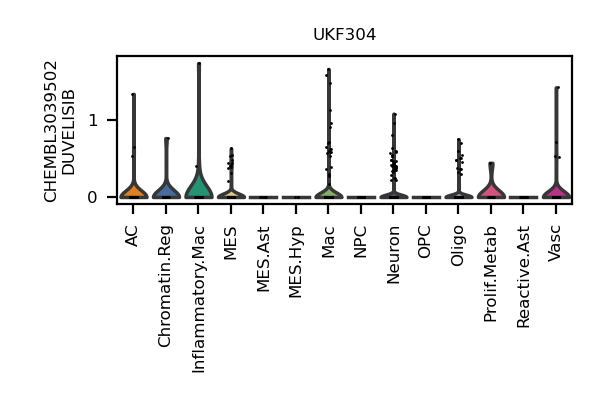 UKF304
CHEMBL3039502
DUVELISIB
1
0
AC
Chromatin.Reg
Inflammatory.Mac
MES
MES.Ast
MES.Hyp
Mac
NPC
Neuron
OPC
Oligo
Prolif.Metab
Reactive.Ast
Vasc